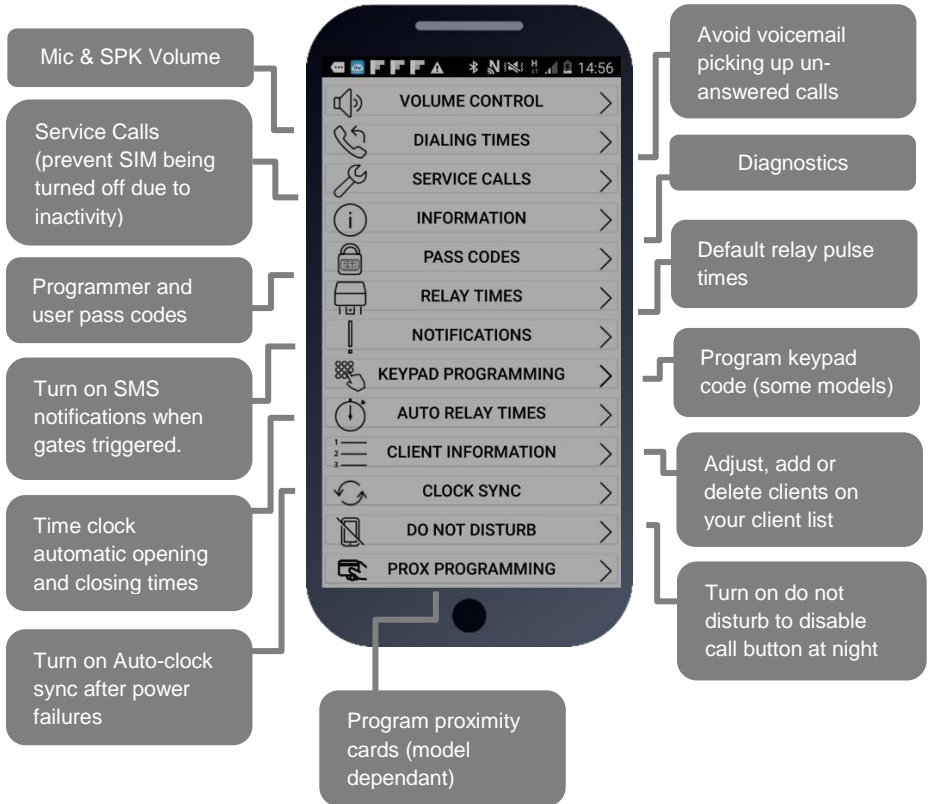 Mic & SPK Volume
Service Calls
(prevent SIM being
turned off due to
inactivity)
Programmer and
user pass codes
Turn on SMS
notifications when
gates triggered.
Time clock
automatic opening
and closing times
Turn on Auto-clock
sync after power
failures
14:56
VOLUME CONTROL
DIALING TIMES
SERVICE CALLS
INFORMATION
PASS CODES
RELAY TIMES
NOTIFICATIONS
KEYPAD PROGRAMMING
AUTO RELAY TIMES
CLIENT INFORMATION
CLOCK SYNC
DO NOT DISTURB
PROX PROGRAMMING
Program proximity
cards (model
dependant)
Avoid voicemail
picking up un-
answered calls
Diagnostics
Default relay pulse
times
Program keypad
code (some models)
Adjust, add or
delete clients on
your client list
Turn on do not
disturb to disable
call button at night